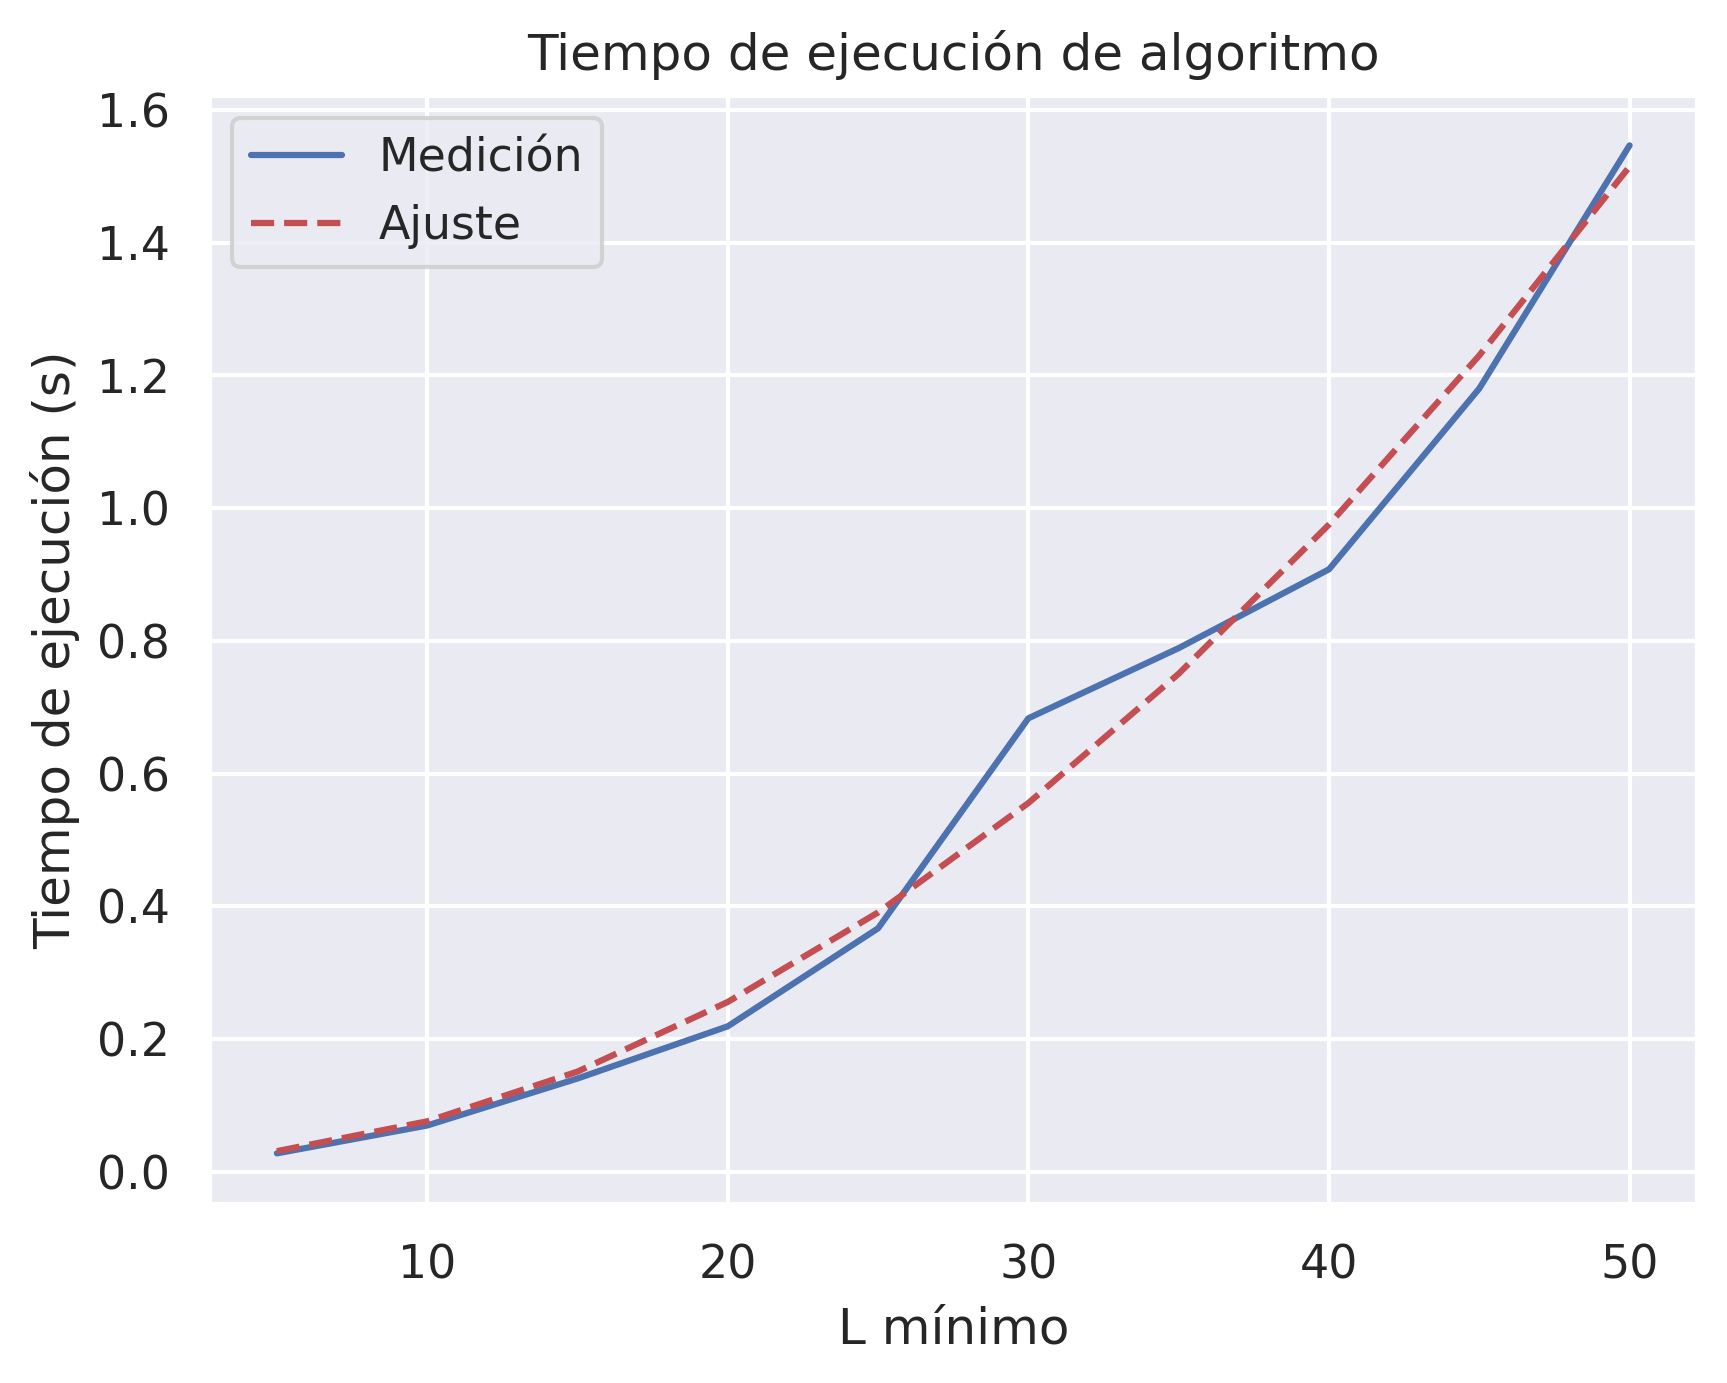 Tiempo de ejecución de algoritmo
Medición
Ajuste
1.6
1.4
1.2
1.0
0.8
0.6
0.4
0.2
0.0
Tiempo de ejecución (s)
10 20 30 40 50
L mínimo